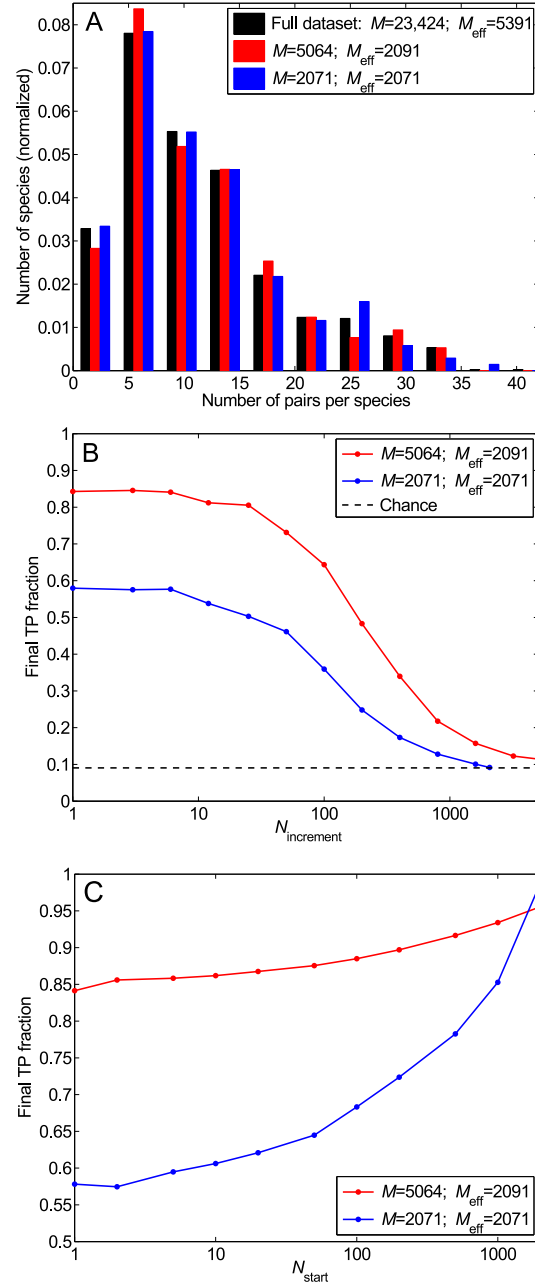 A
Full dataset: M=23,424; Meff=5391
M=5064; Meff=2091
M=2071; Meff=2071
Number of species (normalized)
0.08
0.07
0.06
0.05
0.04
0.03
0.02
0.01
0
0 5 10 15 20 25 30 35 40
Number of pairs per species
B
M=5064; Meff=2091
M=2071; Meff=2071
Chance
Final TP fraction
1
0.9
0.8
0.7
0.6
0.5
0.4
0.3
0.2
0.1
0
1 10 100 1000
Nincrement
C
Final TP fraction
1
0.95
0.9
0.85
0.8
0.75
0.7
0.65
0.6
0.55
0.5
M=5064; Meff=2091
M=2071; Meff=2071
1 10 100 1000
Nstart